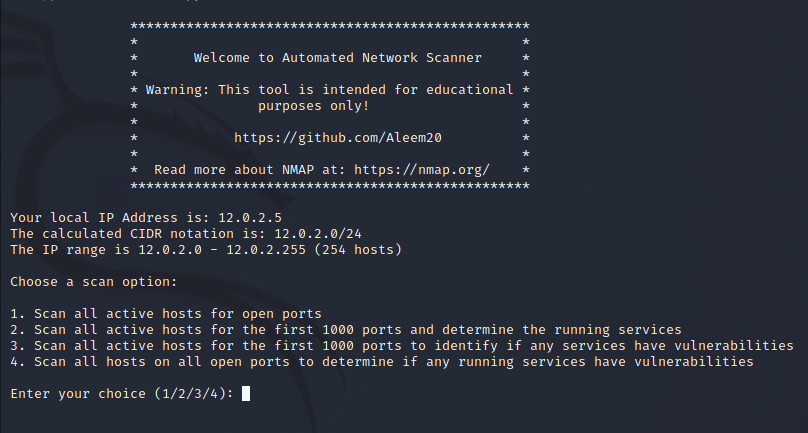 **************************************************
* *
* Welcome to Automated Network Scanner *
* *
* Warning: This tool is intended for educational *
* purposes only! *
* *
* https://github.com/Aleem20 *
* *
* Read more about NMAP at: https://nmap.org/ *
**************************************************
Your local IP Address is: 12.0.2.5
The calculated CIDR notation is: 12.0.2.0/24
The IP range is 12.0.2.0 - 12.0.2.255 (254 hosts)
Choose a scan option:
1. Scan all active hosts for open ports
2. Scan all active hosts for the first 1000 ports and determine the running services
3. Scan all active hosts for the first 1000 ports to identify if any services have vulnerabilities
4. Scan all hosts on all open ports to determine if any running services have vulnerabilities
Enter your choice (1/2/3/4):